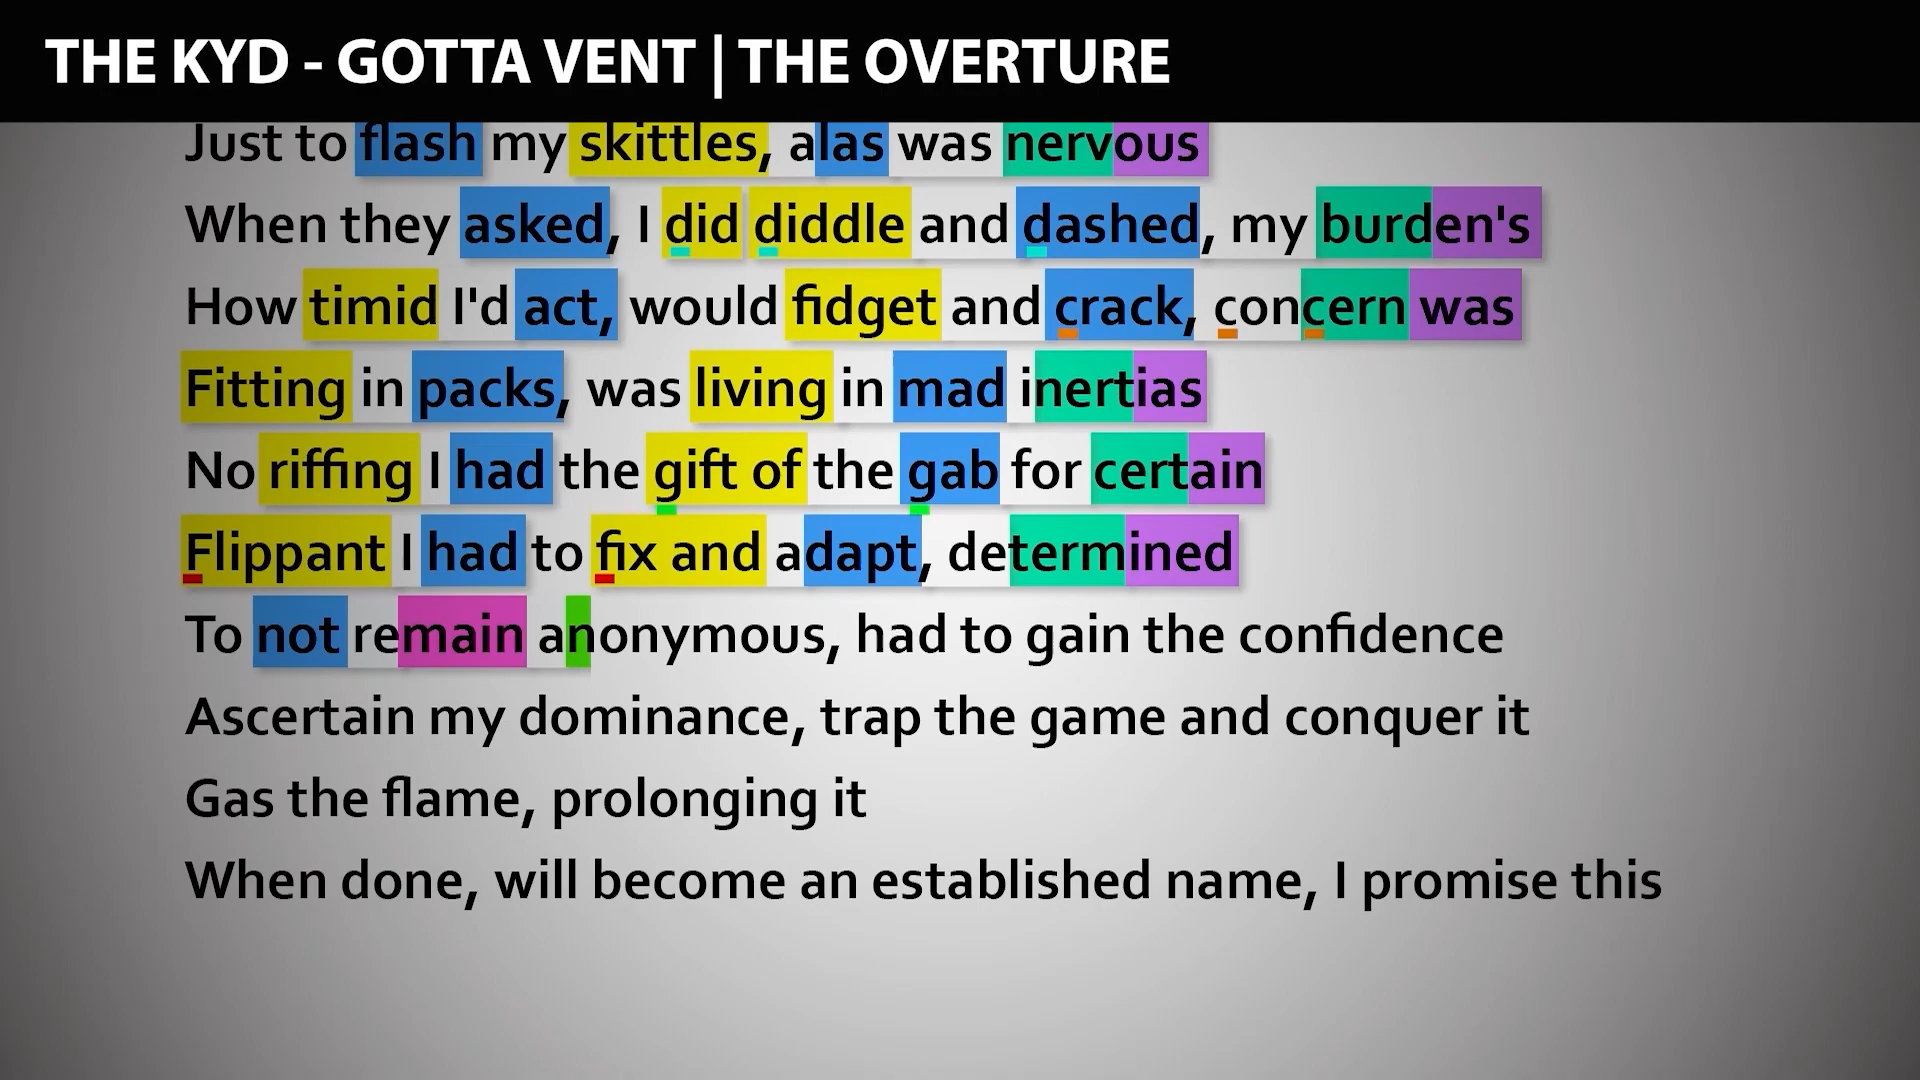 THE KYD - GOTTA VENT | THE OVERTURE
Just to flash my skittles, alas was nervous
When they asked, I did diddle and dashed, my burden's
How timid I'd act, would fidget and crack, concern was
Fitting in packs, was living in mad inertias
No riffing I had the gift of the gab for certain
Flippant I had to fix and adapt, determined
To not remain anonymous, had to gain the confidence
Ascertain my dominance, trap the game and conquer it
Gas the flame, prolonging it
When done, will become an established name, I promise this